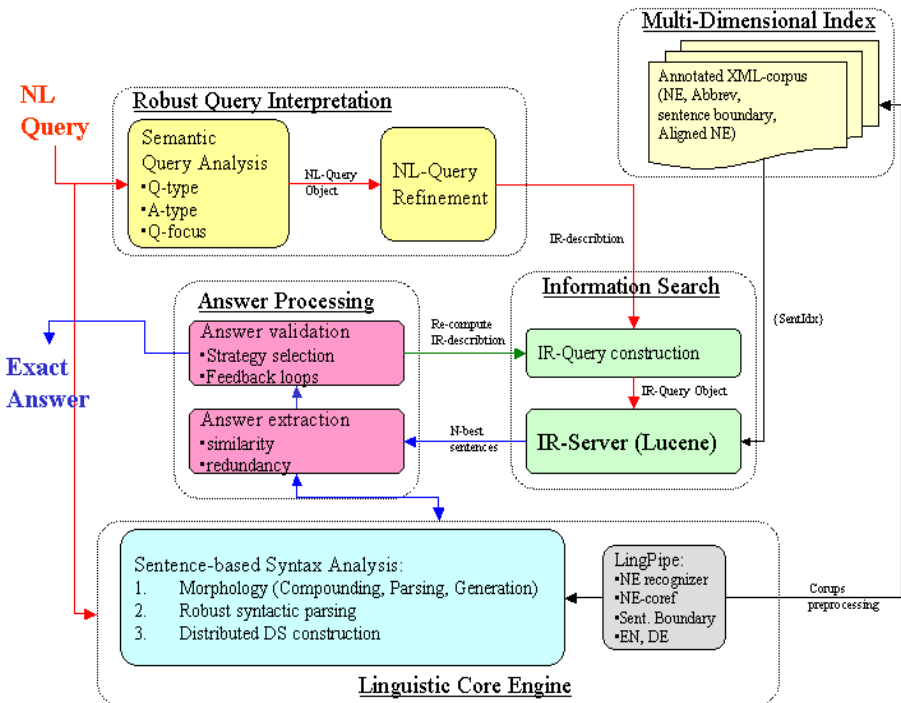 Multi-Dimensional Index
Annotated XML-corpus
(NE, Abbrev,
sentence boundary,
Aligned NE)
NL
Query
Robust Query Interpretation
Semantic
Query Analysis
▪Q-type
▪A-type
▪Q-focus
NL-Query
Object
NL-Query
Refinement
IR-describtion
{SentIdx}
Answer Processing
Answer validation
▪Strategy selection
▪Feedback loops
Re-compute
IR-describtion
Information Search
IR-Query construction
IR-Query Object
IR-Server (Lucene)
N-best
sentences
Answer extraction
▪similarity
▪redundancy
Exact
Answer
Sentence-based Syntax Analysis:
1. Morphology (Compounding, Parsing, Generation)
2. Robust syntactic parsing
3. Distributed DS construction
LingPipe:
▪NE recognizer
▪NE-coref
▪Sent. Boundary
▪EN, DE
Corups
preprocessing
Linguistic Core Engine